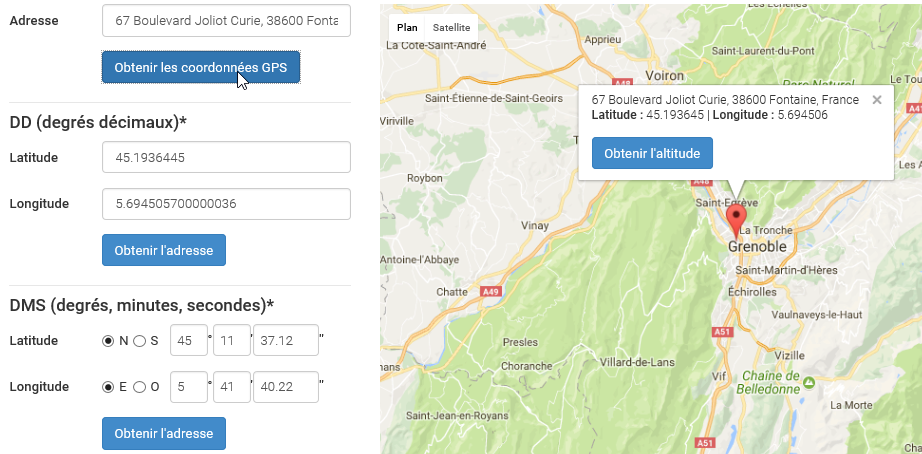 Adresse
67 Boulevard Joliot Curie, 38600 Fonta
Obtenir les coordonnées GPS
DD (degrés décimaux)*
Latitude
45.1936445
Longitude
5.694505700000036
Obtenir l'adresse
DMS (degrés, minutes, secondes)*
Latitude
N S 45 ° 11 ' 37.12 "
Longitude
E O 5 ° 41 ' 40.22 "
Obtenir l'adresse
Plan Satellite
La Côte-Saint-André
Apprieu
Saint-Laurent-du-Pont
Voiron
A48
Parc Naturel
Saint-Étienne-de-Saint-Geoirs
Viriville
67 Boulevard Joliot Curie, 38600 Fontaine, France
Latitude : 45.193645 | Longitude : 5.694506
Obtenir l'altitude
Roybon
A48
Saint-Egrève
Vinay
La Tronche
Grenoble
Antoine-l'Abbaye
Saint-Martin-d'Hères
Chatte
A49
Échirolles
Vaulnaveys-le-Haut
A51
Presles
Choranche
Villard-de-Lans
Vizille
Vif
Chaîne de
Belledonne
La Morte
Saint-Jean-en-Royans
A51